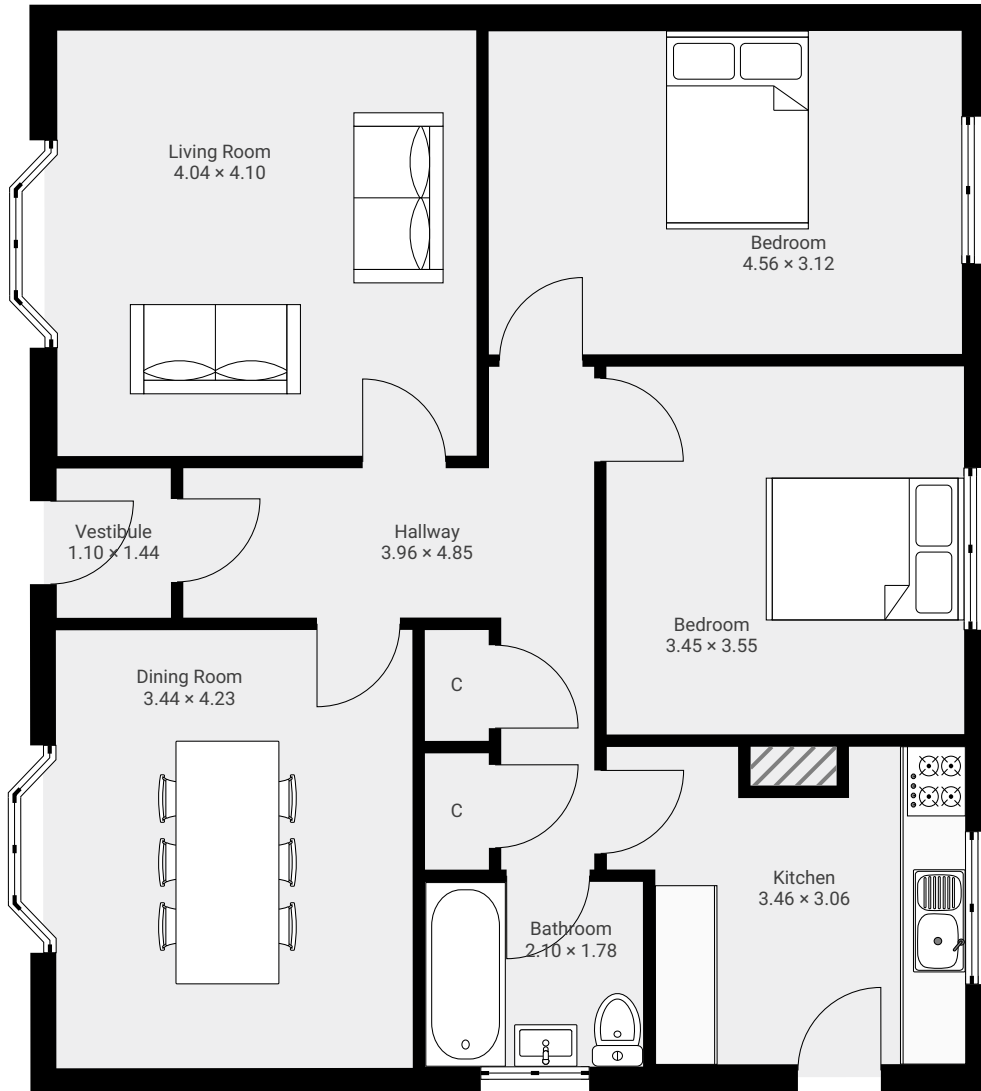 Living Room
4.04 × 4.10
Bedroom
4.56 × 3.12
Vestibule
1.10 × 1.44
Hallway
3.96 × 4.85
Bedroom
3.45 × 3.55
Dining Room
3.44 × 4.23
C
C
Kitchen
3.46 × 3.06
Bathroom
2.10 × 1.78